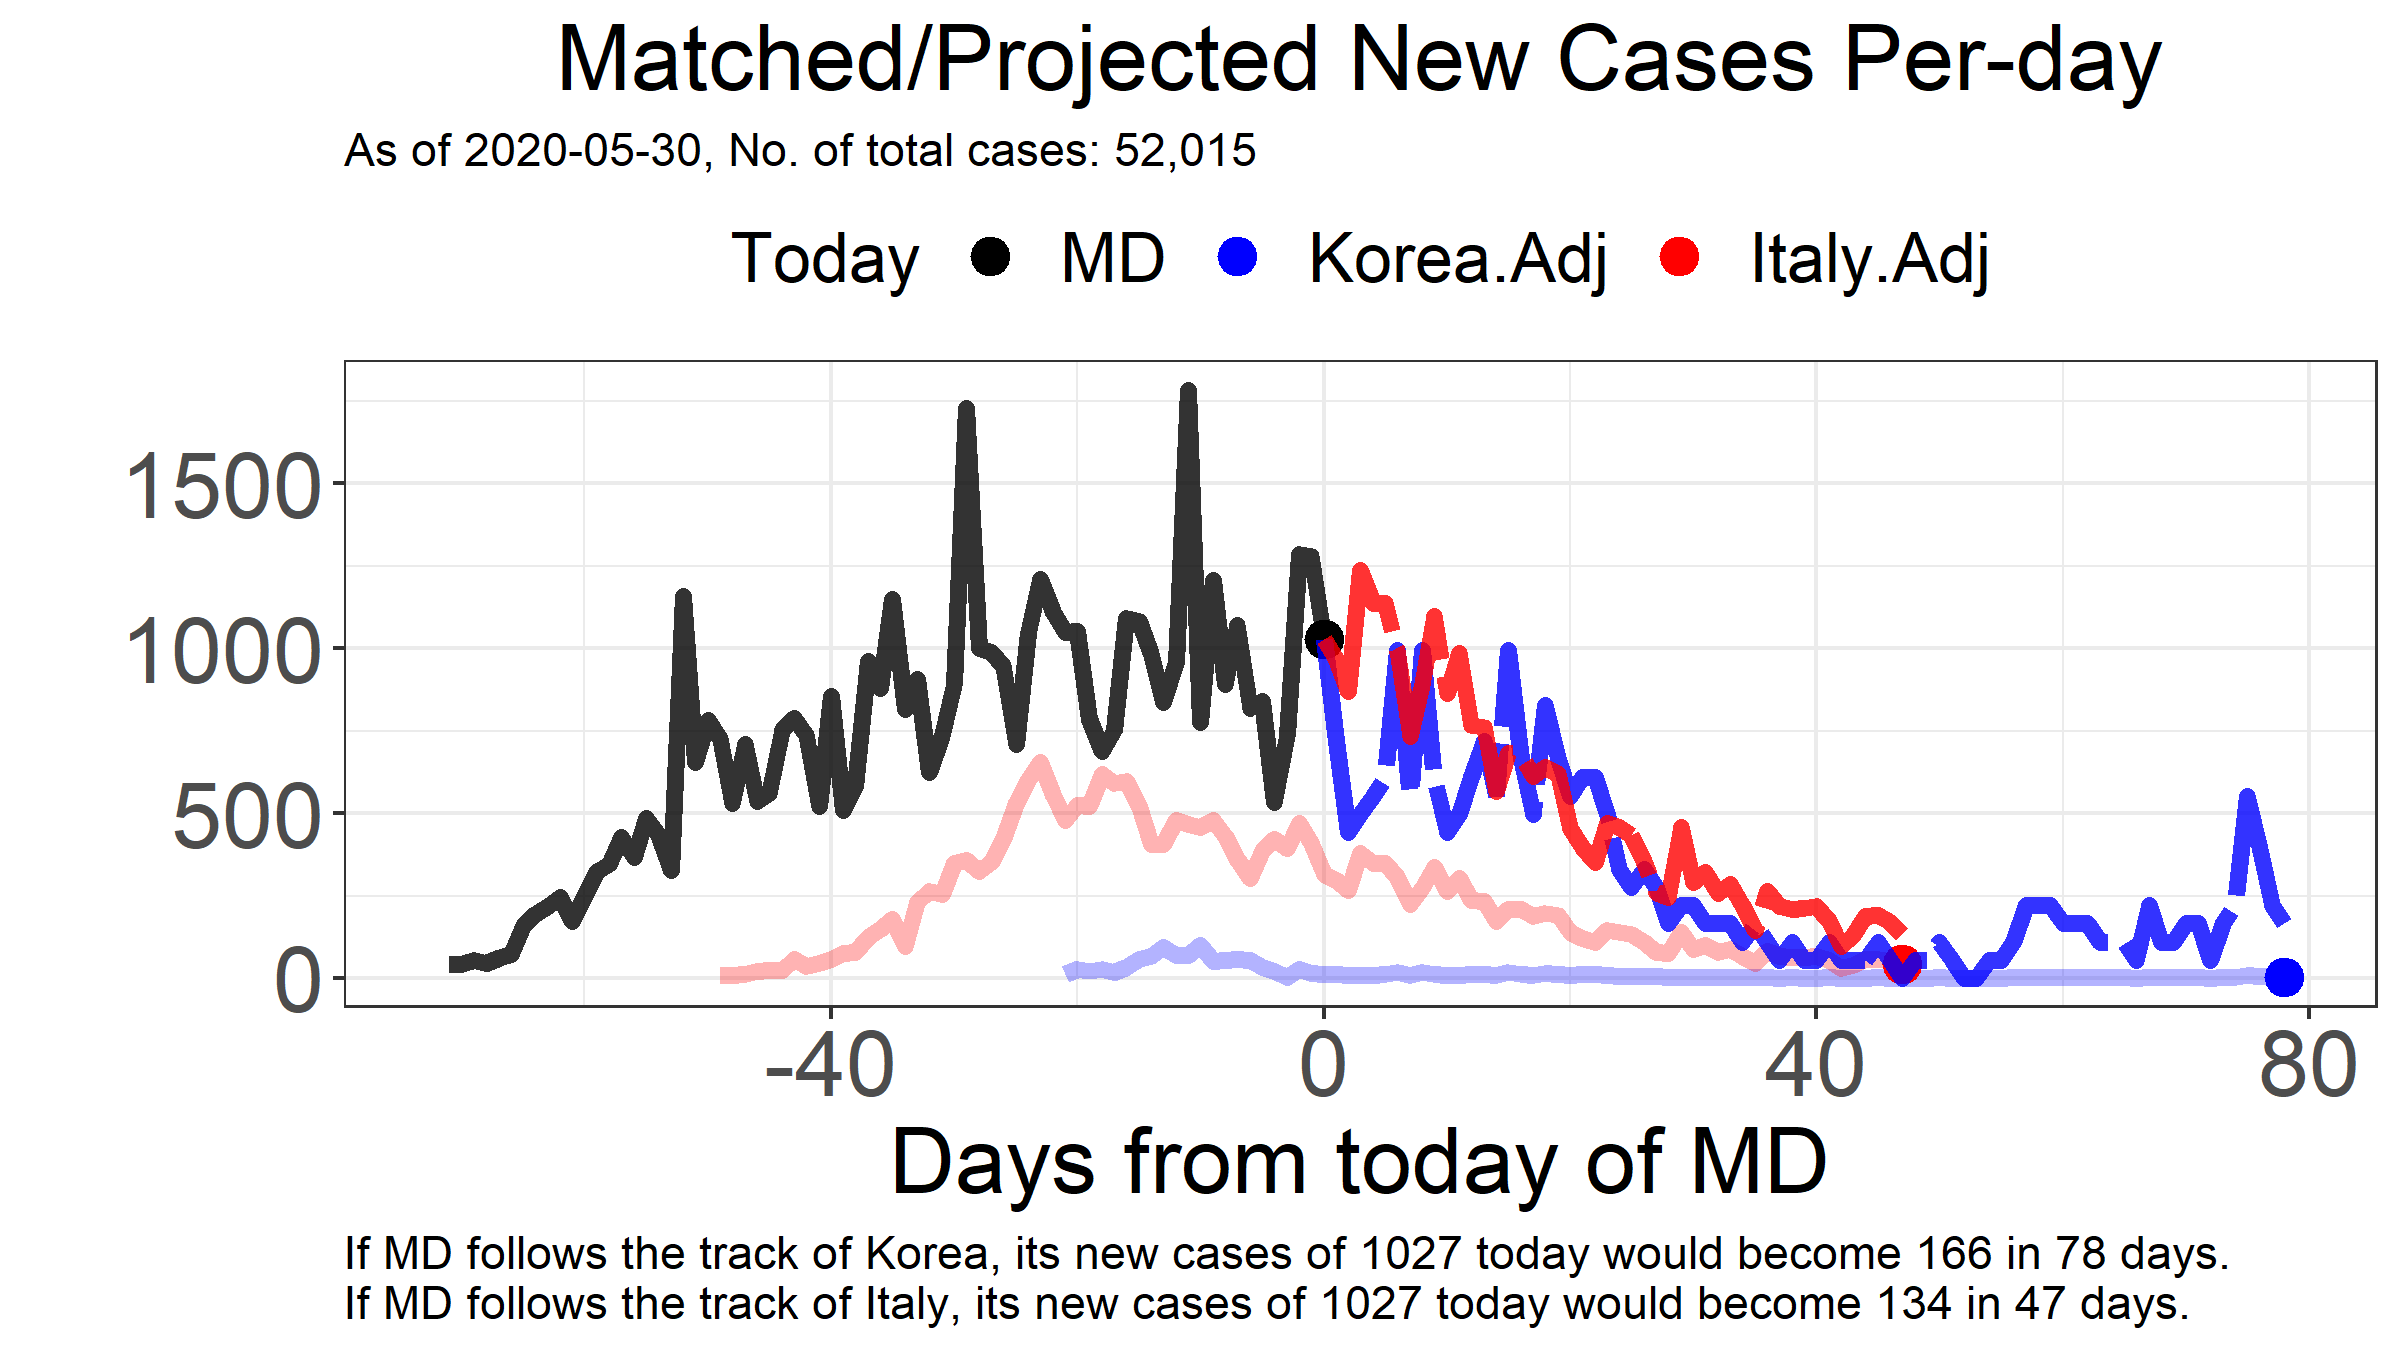 Matched/Projected New Cases Per-day
As of 2020-05-30, No. of total cases: 52,015
Today MD Korea.Adj Italy.Adj
1500
1000
500
0
-40 0 40 80
Days from today of MD
If MD follows the track of Korea, its new cases of 1027 today would become 166 in 78 days.
If MD follows the track of Italy, its new cases of 1027 today would become 134 in 47 days.